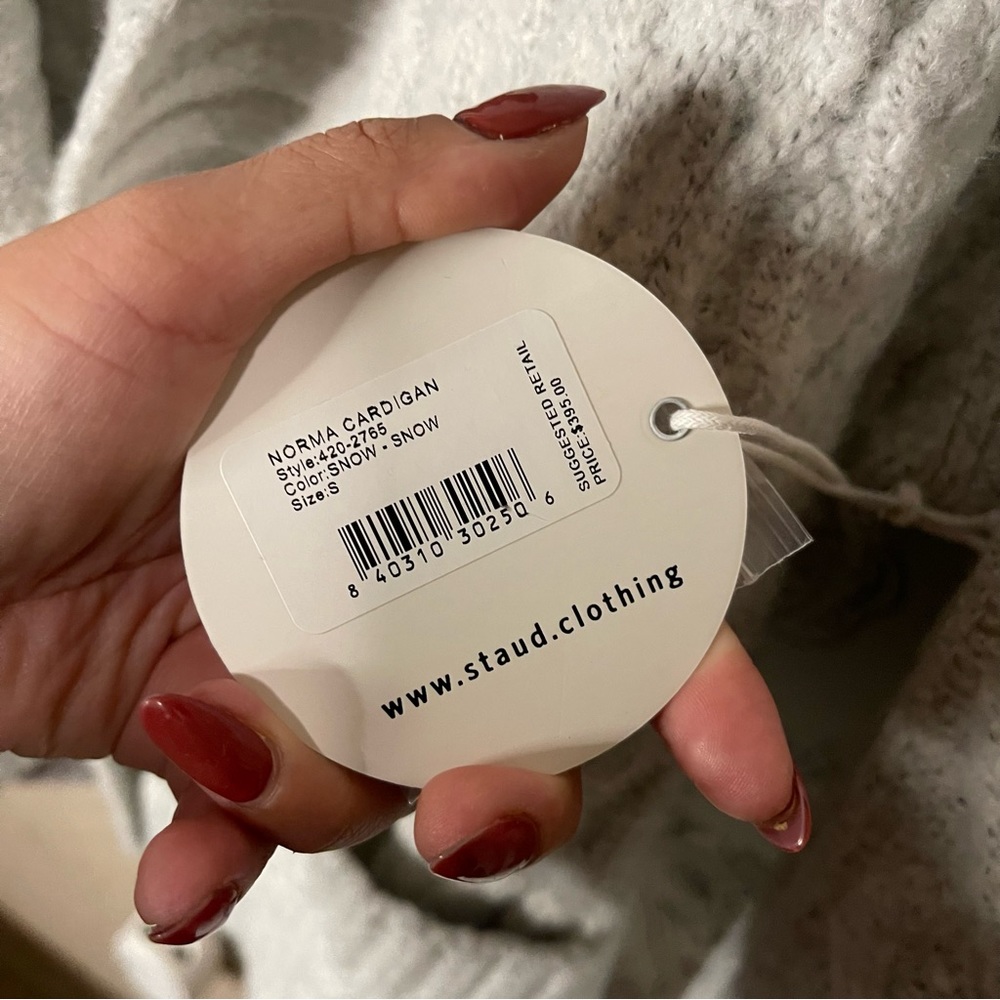 NORMA CARDIGAN
Style:420-2765
Color:SNOW - SNOW
Size:S
8 40310 30250 6
SUGGESTED RETAIL
PRICE:$395.00
www.staud.clothing